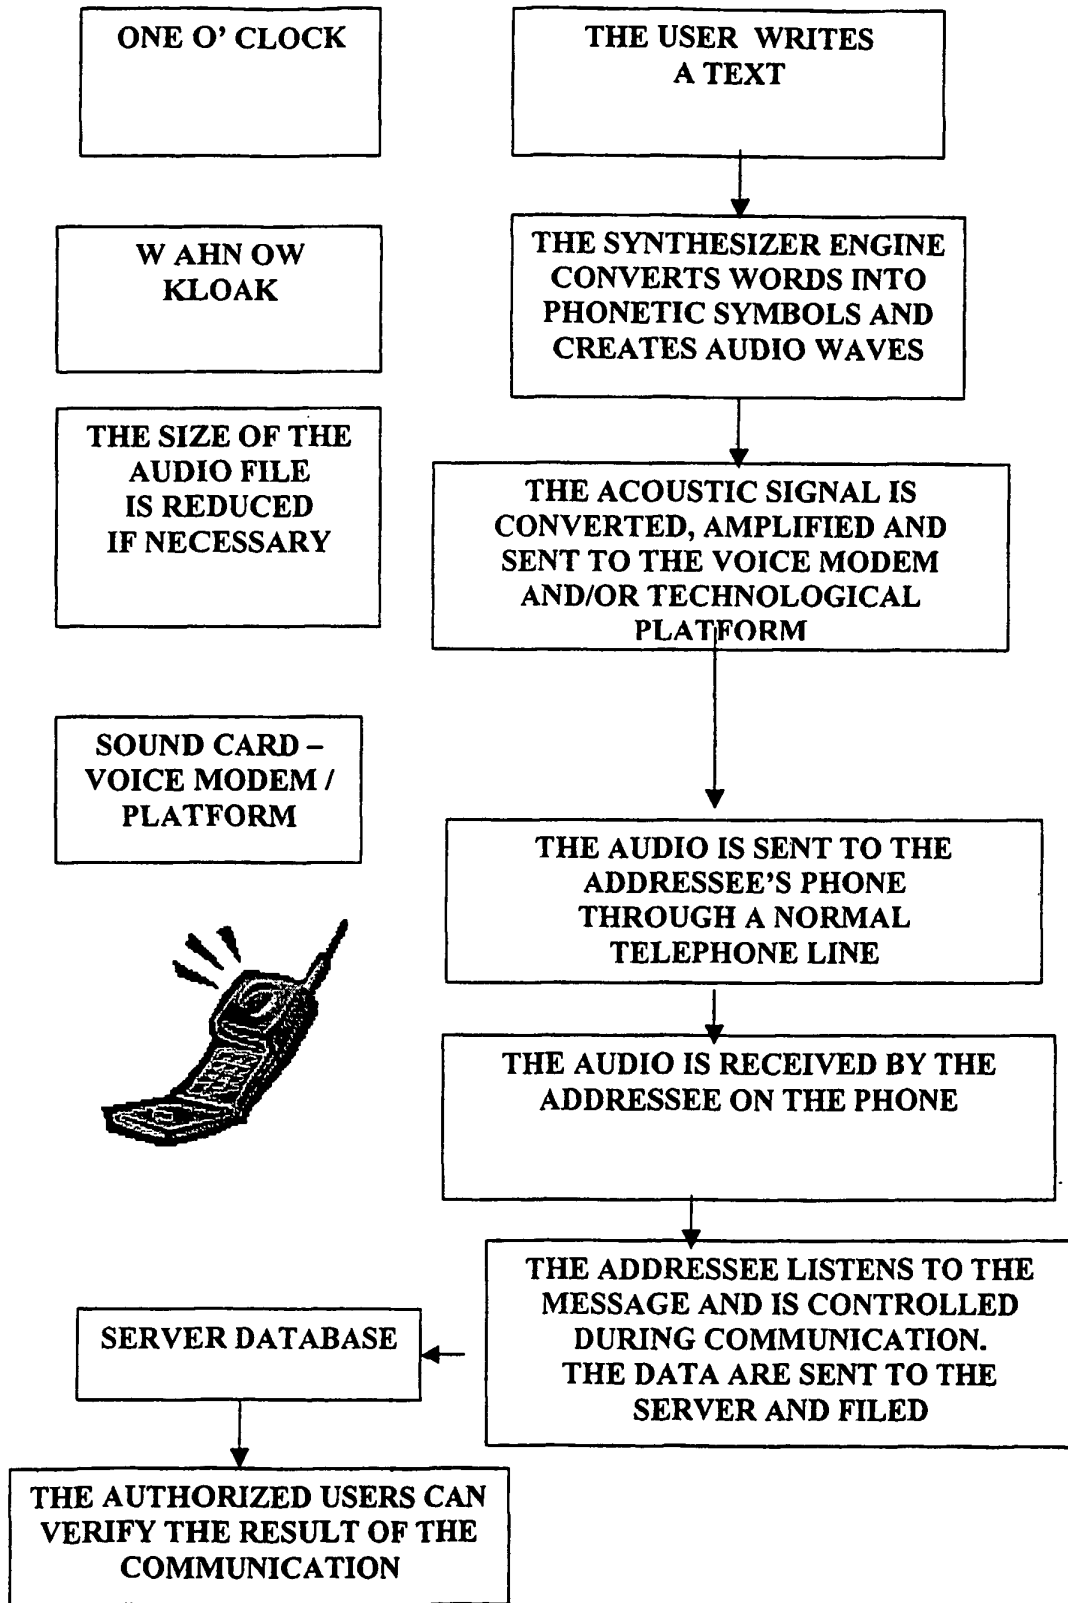 ONE O' CLOCK
THE USER WRITES
A TEXT
W AHN OW
KLOAK
THE SYNTHESIZER ENGINE
CONVERTS WORDS INTO
PHONETIC SYMBOLS AND
CREATES AUDIO WAVES
THE SIZE OF THE
AUDIO FILE
IS REDUCED
IF NECESSARY
THE ACOUSTIC SIGNAL IS
CONVERTED, AMPLIFIED AND
SENT TO THE VOICE MODEM
AND/OR TECHNOLOGICAL
PLATFORM
SOUND CARD –
VOICE MODEM /
PLATFORM
THE AUDIO IS SENT TO THE
ADDRESSEE'S PHONE
THROUGH A NORMAL
TELEPHONE LINE
THE AUDIO IS RECEIVED BY THE
ADDRESSEE ON THE PHONE
THE ADDRESSEE LISTENS TO THE
MESSAGE AND IS CONTROLLED
DURING COMMUNICATION.
THE DATA ARE SENT TO THE
SERVER AND FILED
SERVER DATABASE
THE AUTHORIZED USERS CAN
VERIFY THE RESULT OF THE
COMMUNICATION